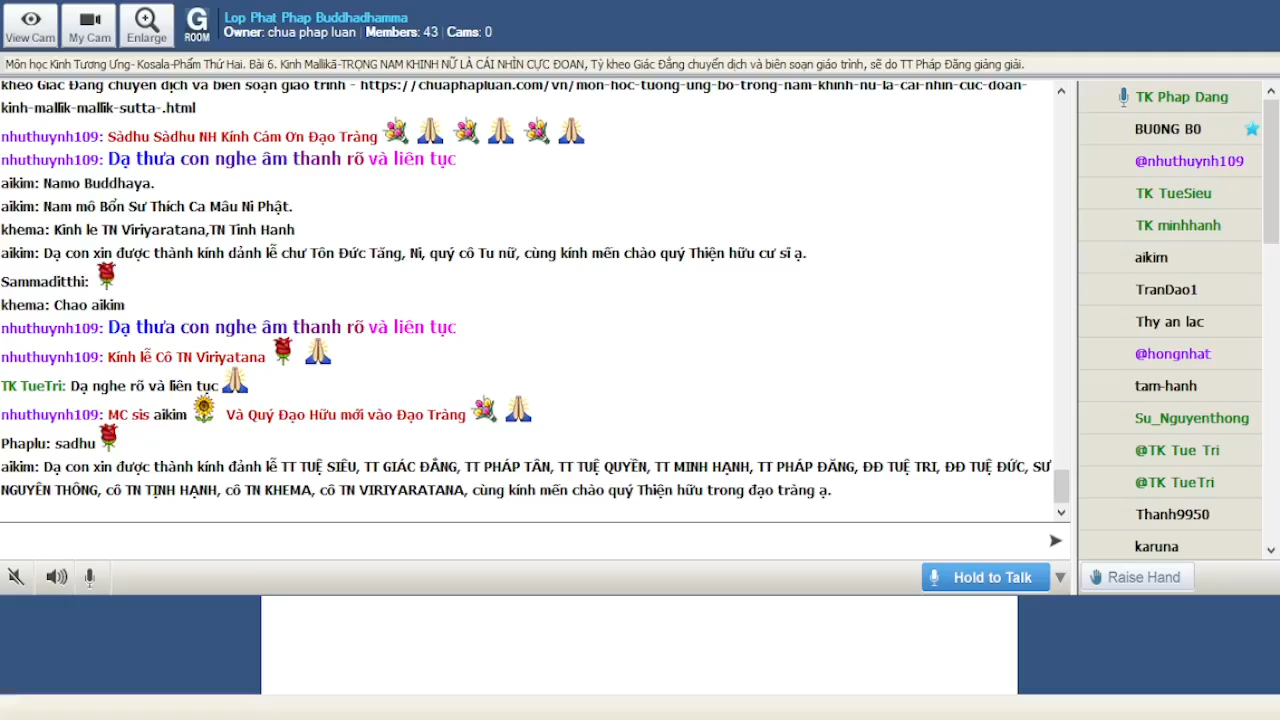 View Cam
My Cam
Enlarge
G
ROOM
Lop Phat Phap Buddhadhamma
Owner: chua phap luan | Members: 43 | Cams: 0
Môn học Kinh Tương Ưng- Kosala-Phẩm Thứ Hai. Bài 6. Kinh Mallikā-TRỌNG NAM KHINH NỮ LÀ CÁI NHÌN CỰC ĐOAN, Tỳ kheo Giác Đẳng chuyển dịch và biên soạn giáo trình, sẽ do TT Pháp Đăng giảng giải.
kheo Giác Đẳng chuyển dịch và biên soạn giáo trình - https://chuaphapluan.com/vn/mon-hoc-tuong-ung-bo-trong-nam-khinh-nu-la-cai-nhin-cuc-doan-
kinh-mallik-mallik-sutta-.html
nhuthuynh109: Sàdhu Sàdhu NH Kính Cám Ơn Đạo Tràng
nhuthuynh109: Dạ thưa con nghe âm thanh rõ và liên tục
aikim: Namo Buddhaya.
aikim: Nam mô Bổn Sư Thích Ca Mâu Ni Phật.
khema: Kinh le TN Viriyaratana,TN Tinh Hanh
aikim: Dạ con xin được thành kính đảnh lễ chư Tôn Đức Tăng, Ni, quý cô Tu nữ, cùng kính mến chào quý Thiện hữu cư sĩ ạ.
Sammaditthi:
khema: Chao aikim
nhuthuynh109: Dạ thưa con nghe âm thanh rõ và liên tục
nhuthuynh109: Kính lễ Cô TN Viriyatana
TK TueTri: Dạ nghe rõ và liên tục
nhuthuynh109: MC sis aikim Và Quý Đạo Hữu mới vào Đạo Tràng
Phaplu: sadhu
aikim: Dạ con xin được thành kính đảnh lễ TT TUỆ SIÊU, TT GIÁC ĐẲNG, TT PHÁP TÂN, TT TUỆ QUYỀN, TT MINH HẠNH, TT PHÁP ĐĂNG, ĐĐ TUỆ TRI, ĐĐ TUỆ ĐỨC, SƯ
NGUYÊN THÔNG, cô TN TỊNH HẠNH, cô TN KHEMA, cô TN VIRIYARATANA, cùng kính mến chào quý Thiện hữu trong đạo tràng ạ.
Hold to Talk
TK Phap Dang
BU0NG B0
@nhuthuynh109
TK TueSieu
TK minhhanh
aikim
TranDao1
Thy an lac
@hongnhat
tam-hanh
Su_Nguyenthong
@TK Tue Tri
@TK TueTri
Thanh9950
karuna
Raise Hand